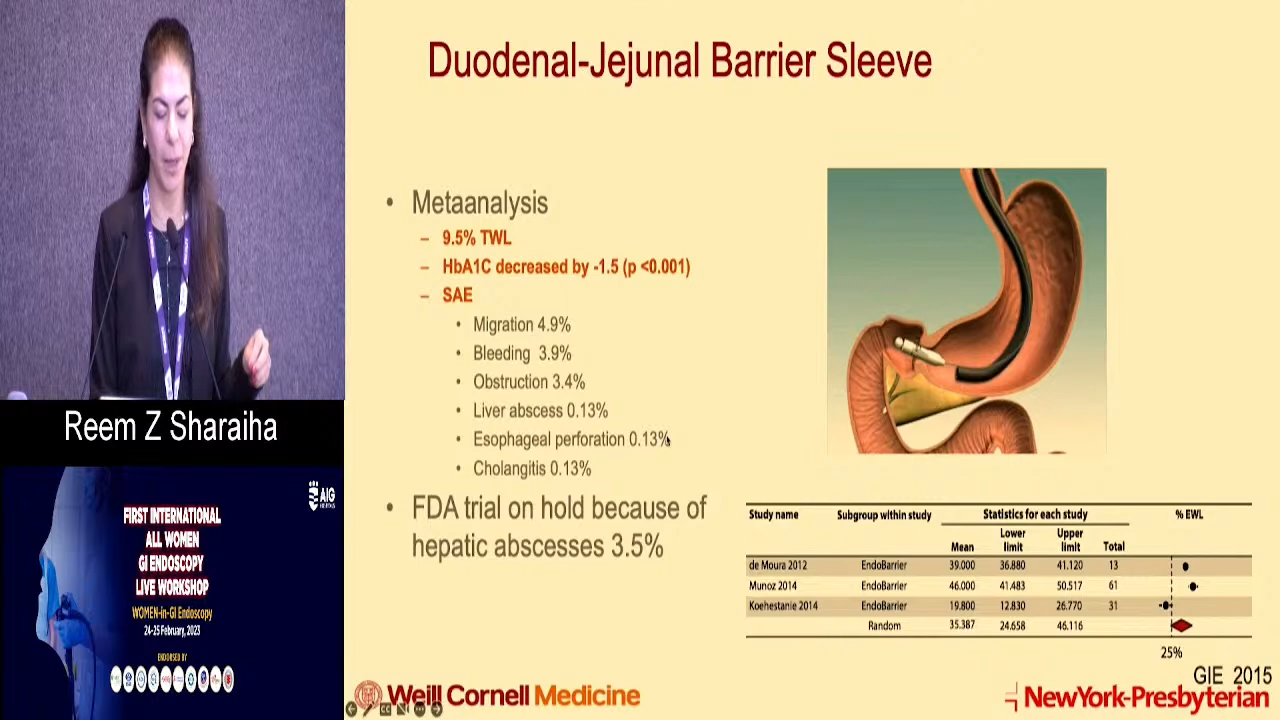 Duodenal-Jejunal Barrier Sleeve
• Metaanalysis
– 9.5% TWL
– HbA1C decreased by -1.5 (p <0.001)
– SAE
• Migration 4.9%
• Bleeding 3.9%
• Obstruction 3.4%
• Liver abscess 0.13%
• Esophageal perforation 0.13%
• Cholangitis 0.13%
• FDA trial on hold because of
hepatic abscesses 3.5%
Study name Subgroup within study Statistics for each study % EWL
Mean Lower limit Upper limit Total
de Moura 2012 EndoBarrier 39.000 36.880 41.120 13
Munoz 2014 EndoBarrier 46.000 41.483 50.517 61
Koehestanie 2014 EndoBarrier 19.800 12.830 26.770 31
Random 35.387 24.658 46.116
25%
GIE 2015
Weill Cornell Medicine
NewYork-Presbyterian
Reem Z Sharaiha
AIG
HOSPITALS
FIRST INTERNATIONAL
ALL WOMEN
GI ENDOSCOPY
LIVE WORKSHOP
WOMEN-in-GI Endoscopy
24-25 February, 2023
ENDORSED BY